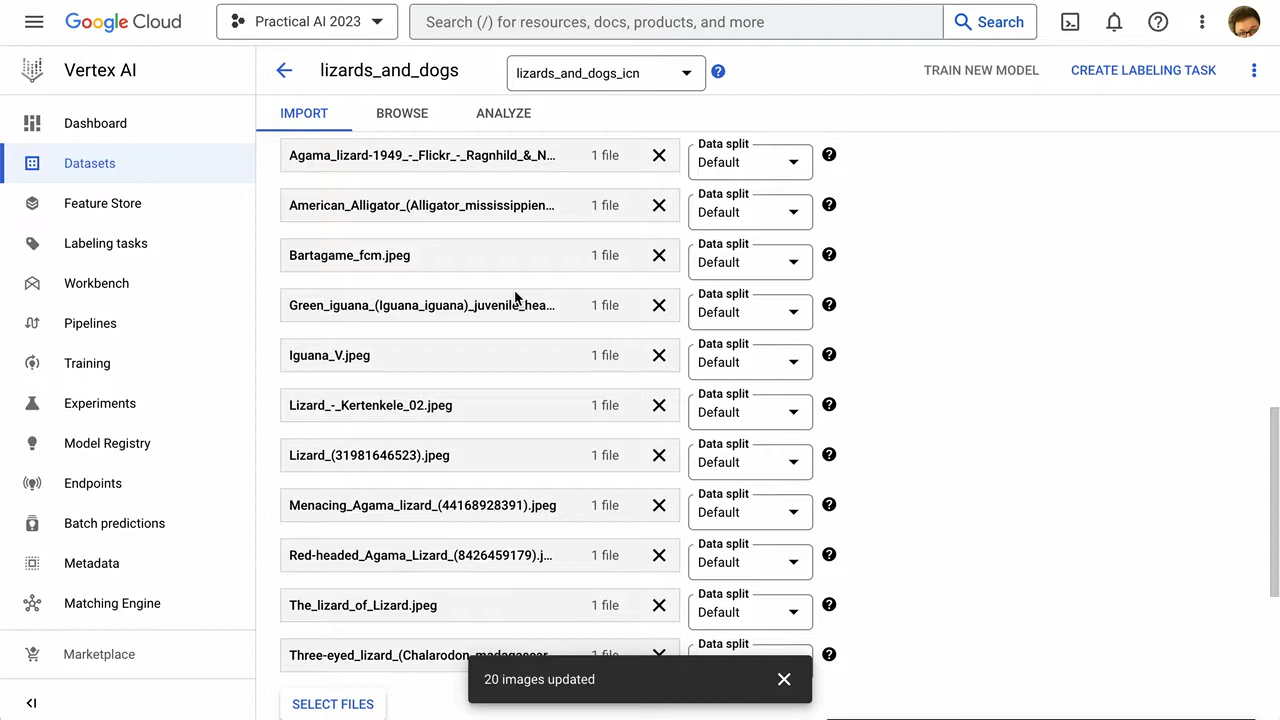 Google Cloud
Practical AI 2023
Search (/) for resources, docs, products, and more
Search
Vertex AI
lizards_and_dogs
lizards_and_dogs_icn
TRAIN NEW MODEL
CREATE LABELING TASK
IMPORT
BROWSE
ANALYZE
Dashboard
Datasets
Feature Store
Labeling tasks
Workbench
Pipelines
Training
Experiments
Model Registry
Endpoints
Batch predictions
Metadata
Matching Engine
Marketplace
Agama_lizard-1949_-_Flickr_-_Ragnhild_&_N... 1 file Data split Default
American_Alligator_(Alligator_mississippien... 1 file Data split Default
Bartagame_fcm.jpeg 1 file Data split Default
Green_iguana_(Iguana_iguana)_juvenile_hea... 1 file Data split Default
Iguana_V.jpeg 1 file Data split Default
Lizard_-_Kertenkele_02.jpeg 1 file Data split Default
Lizard_(31981646523).jpeg 1 file Data split Default
Menacing_Agama_lizard_(44168928391).jpeg 1 file Data split Default
Red-headed_Agama_Lizard_(8426459179).j... 1 file Data split Default
The_lizard_of_Lizard.jpeg 1 file Data split Default
Three-eyed_lizard_(Chalarodon_madagascar... 1 file Data split
20 images updated
SELECT FILES